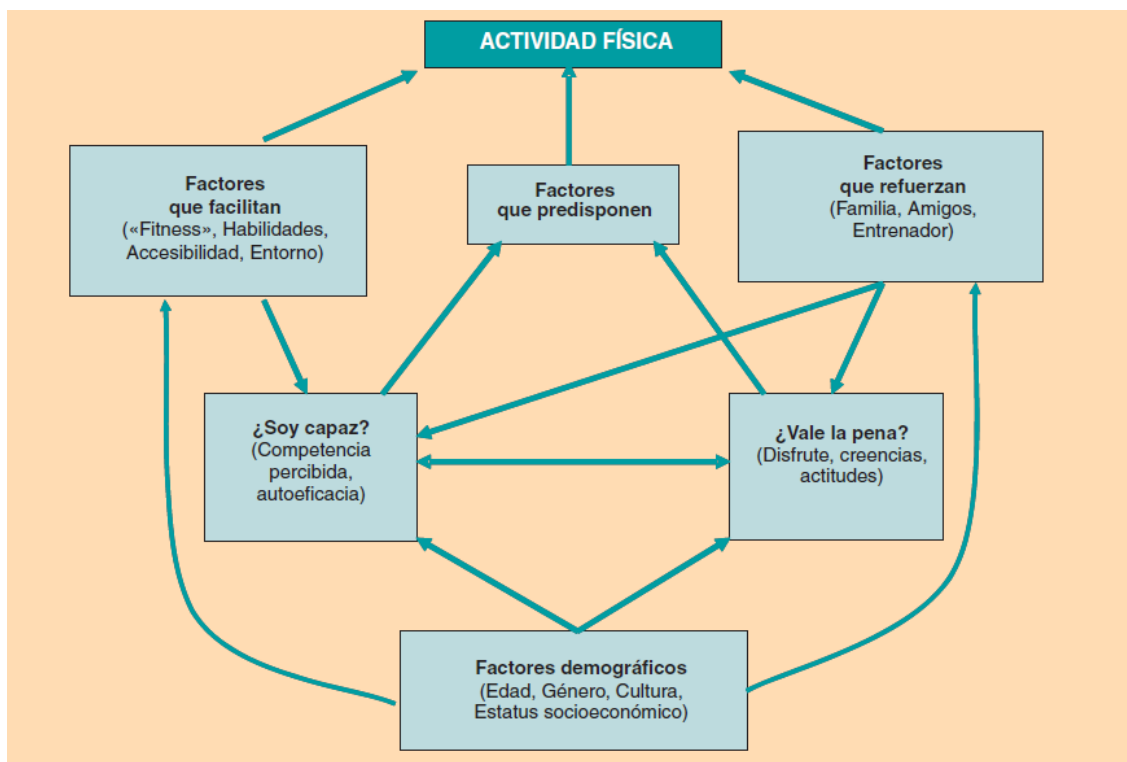 ACTIVIDAD FÍSICA
Factores
que facilitan
(«Fitness», Habilidades,
Accesibilidad, Entorno)
Factores
que predisponen
Factores
que refuerzan
(Familia, Amigos,
Entrenador)
¿Soy capaz?
(Competencia
percibida,
autoeficacia)
¿Vale la pena?
(Disfrute, creencias,
actitudes)
Factores demográficos
(Edad, Género, Cultura,
Estatus socioeconómico)